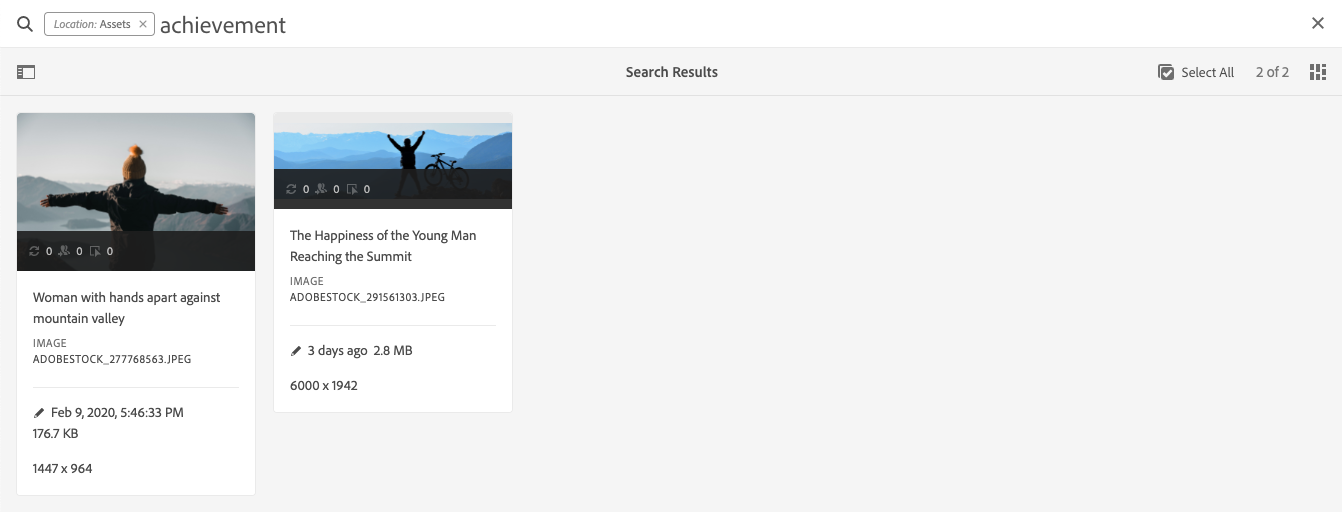 Location: Assets × achievement
Search Results
Select All 2 of 2
0 0 0
Woman with hands apart against
mountain valley
IMAGE
ADOBESTOCK_277768563.JPEG
Feb 9, 2020, 5:46:33 PM
176.7 KB
1447 x 964
0 0 0
The Happiness of the Young Man
Reaching the Summit
IMAGE
ADOBESTOCK_291561303.JPEG
3 days ago 2.8 MB
6000 x 1942